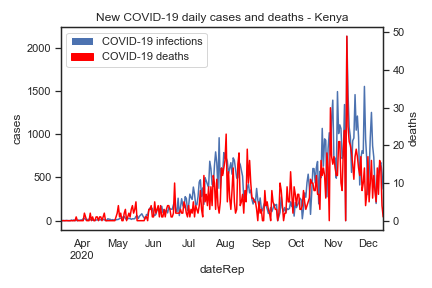 New COVID-19 daily cases and deaths - Kenya
COVID-19 infections
COVID-19 deaths
cases
2000
1500
1000
500
0
deaths
50
40
30
20
10
0
Apr May Jun Jul Aug Sep Oct Nov Dec
2020
dateRep